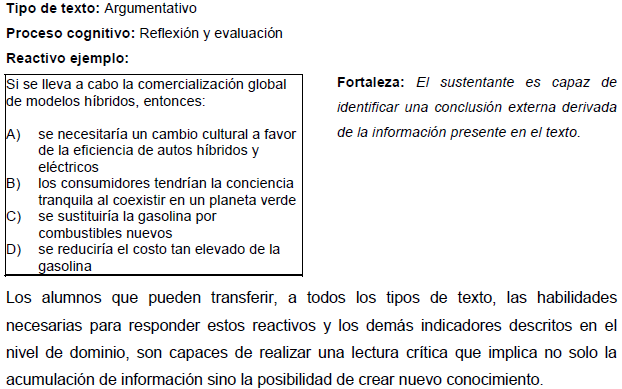 Tipo de texto: Argumentativo
Proceso cognitivo: Reflexión y evaluación
Reactivo ejemplo:
Si se lleva a cabo la comercialización global
de modelos híbridos, entonces:
A) se necesitaría un cambio cultural a favor
de la eficiencia de autos híbridos y
eléctricos
B) los consumidores tendrían la conciencia
tranquila al coexistir en un planeta verde
C) se sustituiría la gasolina por
combustibles nuevos
D) se reduciría el costo tan elevado de la
gasolina
Fortaleza: El sustentante es capaz de
identificar una conclusión externa derivada
de la información presente en el texto.
Los alumnos que pueden transferir, a todos los tipos de texto, las habilidades
necesarias para responder estos reactivos y los demás indicadores descritos en el
nivel de dominio, son capaces de realizar una lectura crítica que implica no solo la
acumulación de información sino la posibilidad de crear nuevo conocimiento.